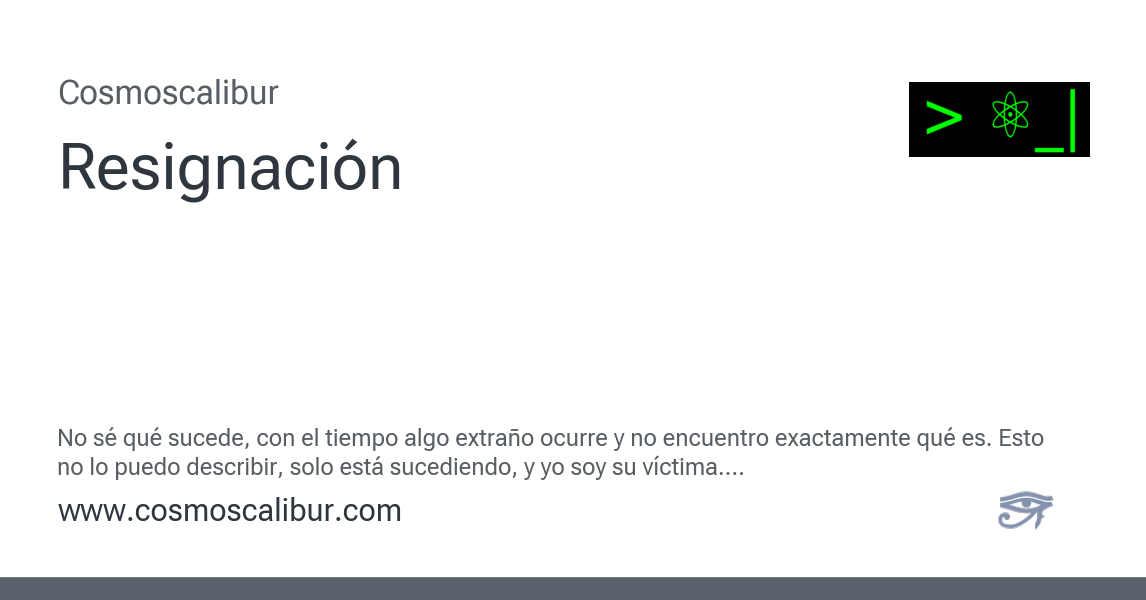 Cosmoscalibur
Resignación
> ⚛_|
No sé qué sucede, con el tiempo algo extraño ocurre y no encuentro exactamente qué es. Esto
no lo puedo describir, solo está sucediendo, y yo soy su víctima....
www.cosmoscalibur.com